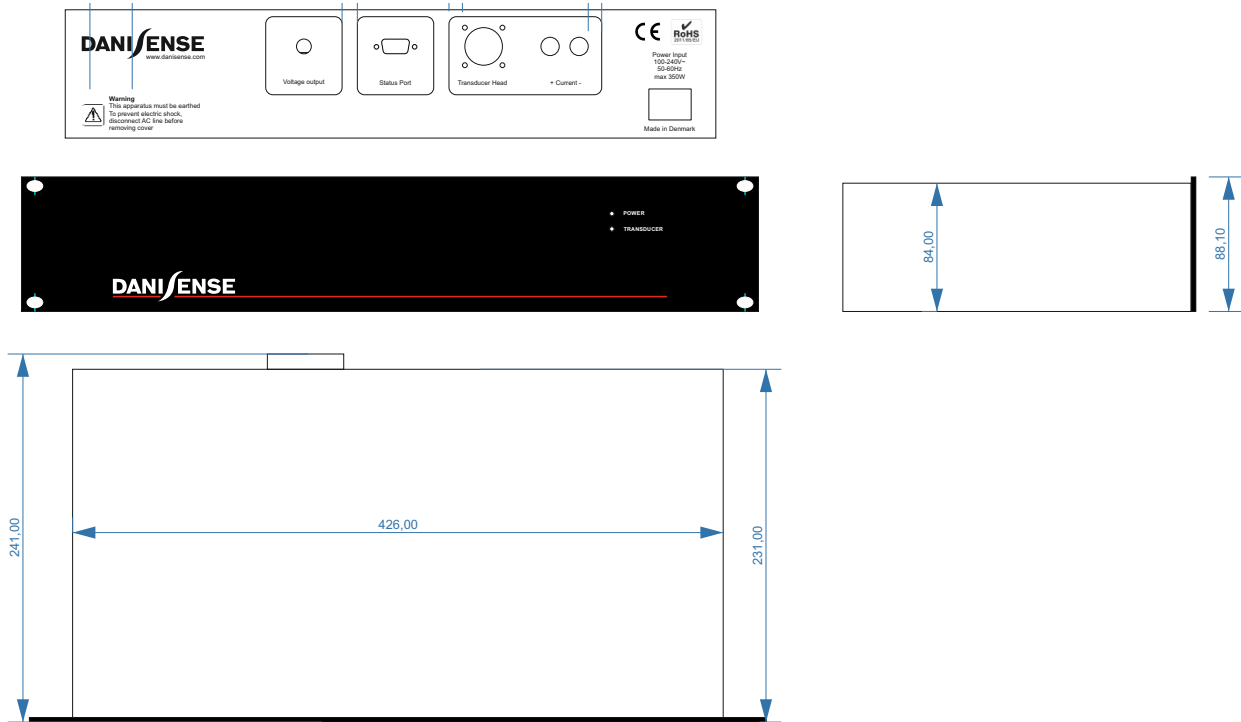 DANISENSE
www.danisense.com
Warning
This apparatus must be earthed
To prevent electric shock,
disconnect AC line before
removing cover
Voltage output
Status Port
Transducer Head
+ Current -
CE
RoHS
2011/65/EU
Power Input
100-240V~
50-60Hz
max 350W
Made in Denmark
POWER
TRANSDUCER
DANISENSE
84,00
88,10
241,00
426,00
231,00